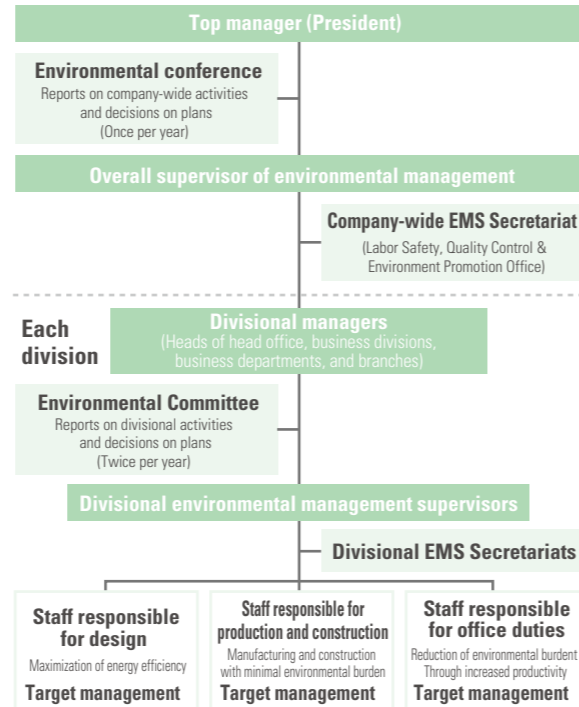 Top manager (President)
Environmental conference
Reports on company-wide activities
and decisions on plans
(Once per year)
Overall supervisor of environmental management
Company-wide EMS Secretariat
(Labor Safety, Quality Control &
Environment Promotion Office)
Each
division
Divisional managers
(Heads of head office, business divisions,
business departments, and branches)
Environmental Committee
Reports on divisional activities
and decisions on plans
(Twice per year)
Divisional environmental management supervisors
Divisional EMS Secretariats
Staff responsible
for design
Maximization of energy efficiency
Target management
Staff responsible for
production and construction
Manufacturing and construction
with minimal environmental burden
Target management
Staff responsible
for office duties
Reduction of environmental burdent
Through increased productivity
Target management